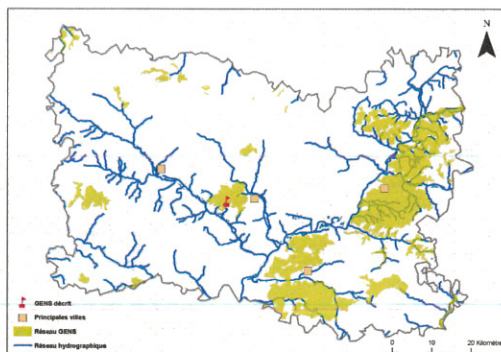 N
GENS décrit
Principales villes
Réseau GENS
Réseau hydrographique
0 10 20 Kilomètre